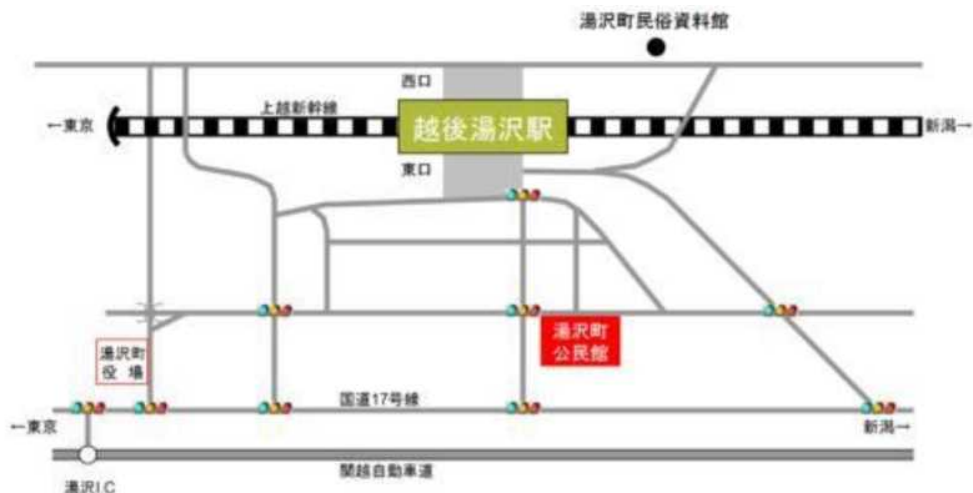 湯沢町民俗資料館
西口
上越新幹線
←東京
越後湯沢駅
新潟→
東口
湯沢町
公民館
湯沢町
役場
国道17号線
←東京
新潟→
関越自動車道
湯沢I.C